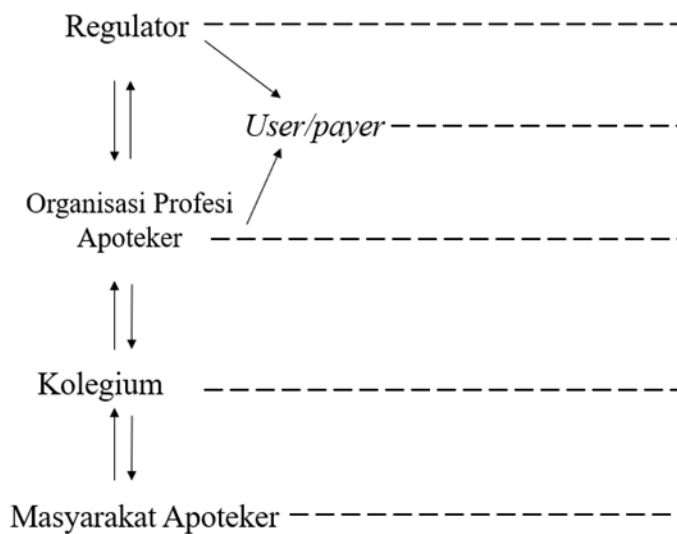 Regulator
User/payer
Organisasi Profesi
Apoteker
Kolegium
Masyarakat Apoteker